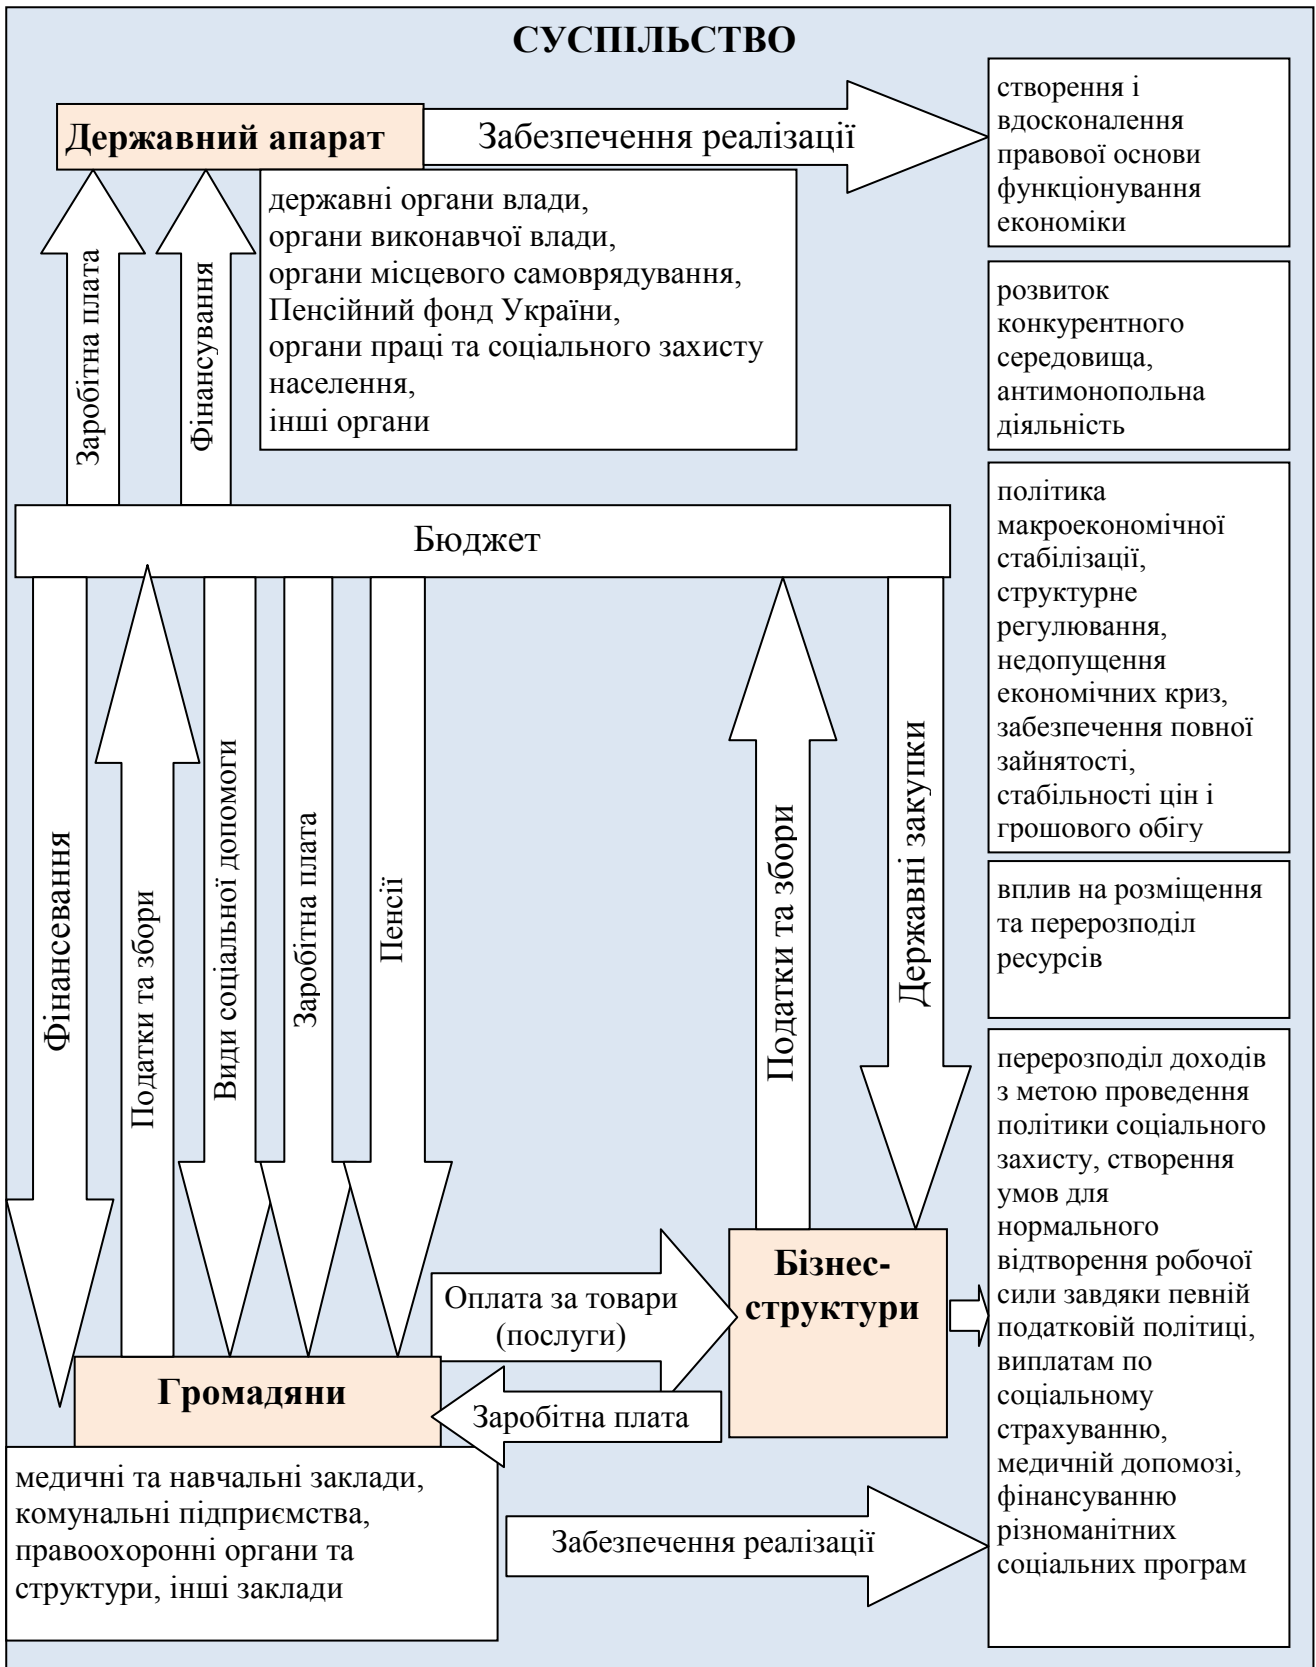 СУСПІЛЬСТВО
Державний апарат
Забезпечення реалізації
державні органи влади,
органи виконавчої влади,
органи місцевого самоврядування,
Пенсійний фонд України,
органи праці та соціального захисту
населення,
інші органи
Заробітна плата
Фінансування
Бюджет
Фінансевання
Податки та збори
Види соціальної допомоги
Заробітна плата
Пенсії
Податки та збори
Державні закупки
Оплата за товари
(послуги)
Бізнес-
структури
Громадяни
Заробітна плата
медичні та навчальні заклади,
комунальні підприємства,
правоохоронні органи та
структури, інші заклади
Забезпечення реалізації
створення і
вдосконалення
правової основи
функціонування
економіки
розвиток
конкурентного
середовища,
антимонопольна
діяльність
політика
макроекономічної
стабілізації,
структурне
регулювання,
недопущення
економічних криз,
забезпечення повної
зайнятості,
стабільності цін і
грошового обігу
вплив на розміщення
та перерозподіл
ресурсів
перерозподіл доходів
з метою проведення
політики соціального
захисту, створення
умов для
нормального
відтворення робочої
сили завдяки певній
податковій політиці,
виплатам по
соціальному
страхуванню,
медичній допомозі,
фінансуванню
різноманітних
соціальних програм